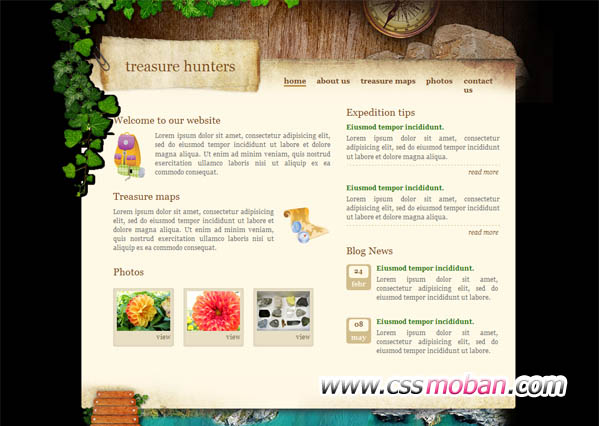 treasure hunters
home about us treasure maps photos contact
us
Welcome to our website
Lorem ipsum dolor sit amet, consectetur adipisicing elit,
sed do eiusmod tempor incididunt ut labore et dolore
magna aliqua. Ut enim ad minim veniam, quis nostrud
exercitation ullamco laboris nisi ut aliquip ex ea
commodo consequat.
Treasure maps
Lorem ipsum dolor sit amet, consectetur adipisicing
elit, sed do eiusmod tempor incididunt ut labore et
dolore magna aliqua. Ut enim ad minim veniam, quis
nostrud exercitation ullamco laboris nisi ut aliquip ex
ea commodo consequat.
Photos
view view view
Expedition tips
Eiusmod tempor incididunt.
Lorem ipsum dolor sit amet, consectetur adipisicing
elit, sed do eiusmod tempor incididunt ut labore et
dolore magna aliqua.
read more
Eiusmod tempor incididunt.
Lorem ipsum dolor sit amet, consectetur adipisicing
elit, sed do eiusmod tempor incididunt ut labore et
dolore magna aliqua.
read more
Blog News
24
febr
Eiusmod tempor incididunt.
Lorem ipsum dolor sit amet,
consectetur adipisicing elit, sed do
eiusmod tempor incididunt ut labore.
08
may
Eiusmod tempor incididunt.
Lorem ipsum dolor sit amet,
consectetur adipisicing elit, sed do
eiusmod tempor incididunt ut labore.
www.cssmoban.com